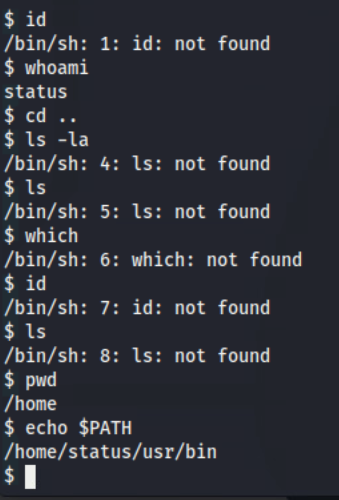 $ id
/bin/sh: 1: id: not found
$ whoami
status
$ cd ..
$ ls -la
/bin/sh: 4: ls: not found
$ ls
/bin/sh: 5: ls: not found
$ which
/bin/sh: 6: which: not found
$ id
/bin/sh: 7: id: not found
$ ls
/bin/sh: 8: ls: not found
$ pwd
/home
$ echo $PATH
/home/status/usr/bin
$